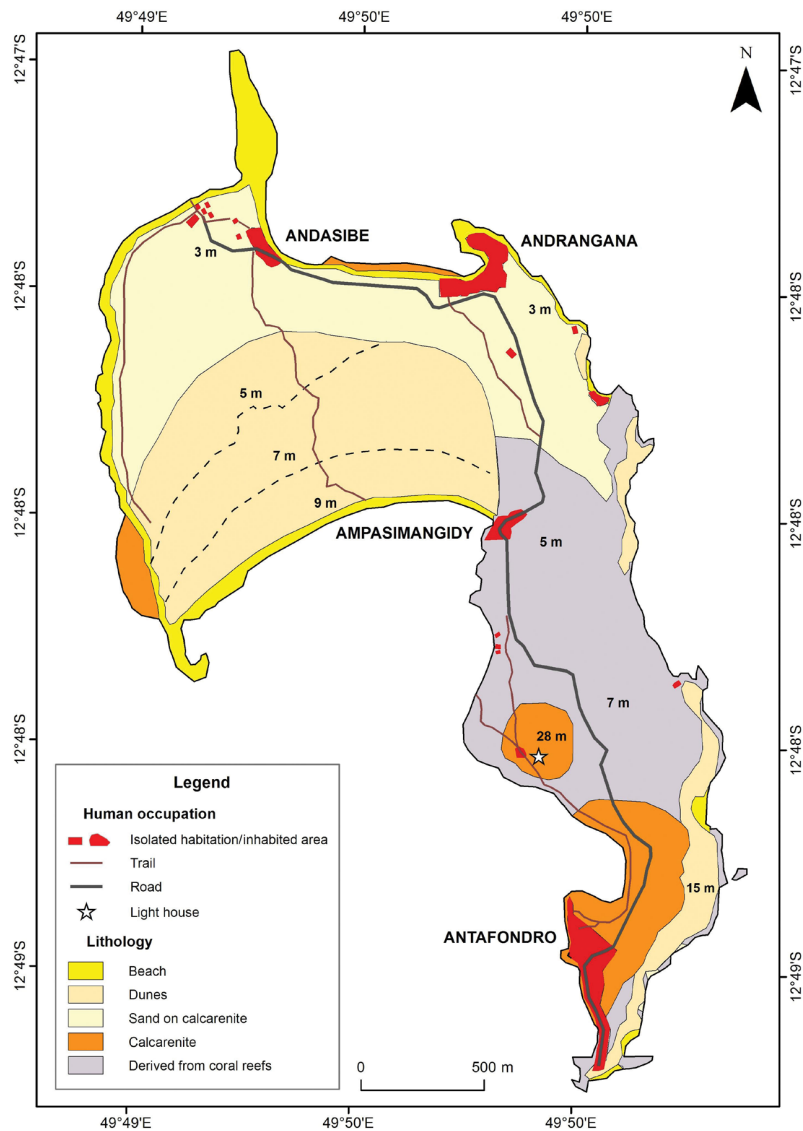 49°49'E 49°50'E 49°50'E
12°47'S 12°47'S
N
ANDASIBE
ANDRANGANA
3 m
12°48'S 12°48'S
3 m
5 m
7 m
9 m
12°48'S 12°48'S
AMPASIMANGIDY
5 m
7 m
28 m
12°48'S 12°48'S
15 m
ANTAFONDRO
12°49'S 12°49'S
Legend
Human occupation
Isolated habitation/inhabited area
Trail
Road
Light house
Lithology
Beach
Dunes
Sand on calcarenite
Calcarenite
Derived from coral reefs
0 500 m
49°49'E 49°50'E 49°50'E